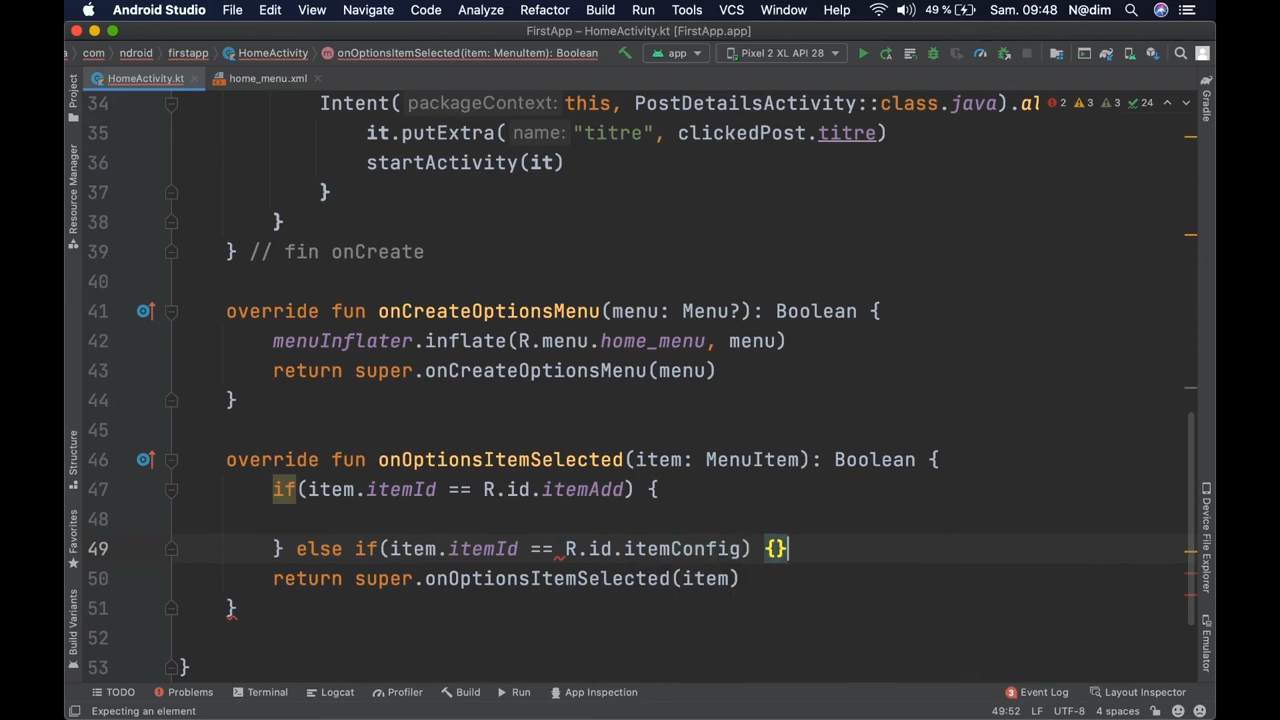 Android Studio File Edit View Navigate Code Analyze Refactor Build Run Tools VCS Window Help 49 % Sam. 09:48 N@dim
FirstApp – HomeActivity.kt [FirstApp.app]
com ndroid firstapp HomeActivity onOptionsItemSelected(item: MenuItem): Boolean app Pixel 2 XL API 28
HomeActivity.kt home_menu.xml
34 Intent( packageContext: this, PostDetailsActivity::class.java).al 2 3 3 24
35 it.putExtra( name: "titre", clickedPost.titre)
36 startActivity(it)
37 }
38 }
39 } // fin onCreate
40
41 override fun onCreateOptionsMenu(menu: Menu?): Boolean {
42 menuInflater.inflate(R.menu.home_menu, menu)
43 return super.onCreateOptionsMenu(menu)
44 }
45
46 override fun onOptionsItemSelected(item: MenuItem): Boolean {
47 if(item.itemId == R.id.itemAdd) {
48
49 } else if(item.itemId == R.id.itemConfig) {}
50 return super.onOptionsItemSelected(item)
51 }
52
53 }
Project
Resource Manager
Structure
Favorites
Build Variants
Gradle
Device File Explorer
Emulator
TODO Problems Terminal Logcat Profiler Build Run App Inspection 3 Event Log Layout Inspector
Expecting an element 49:52 LF UTF-8 4 spaces